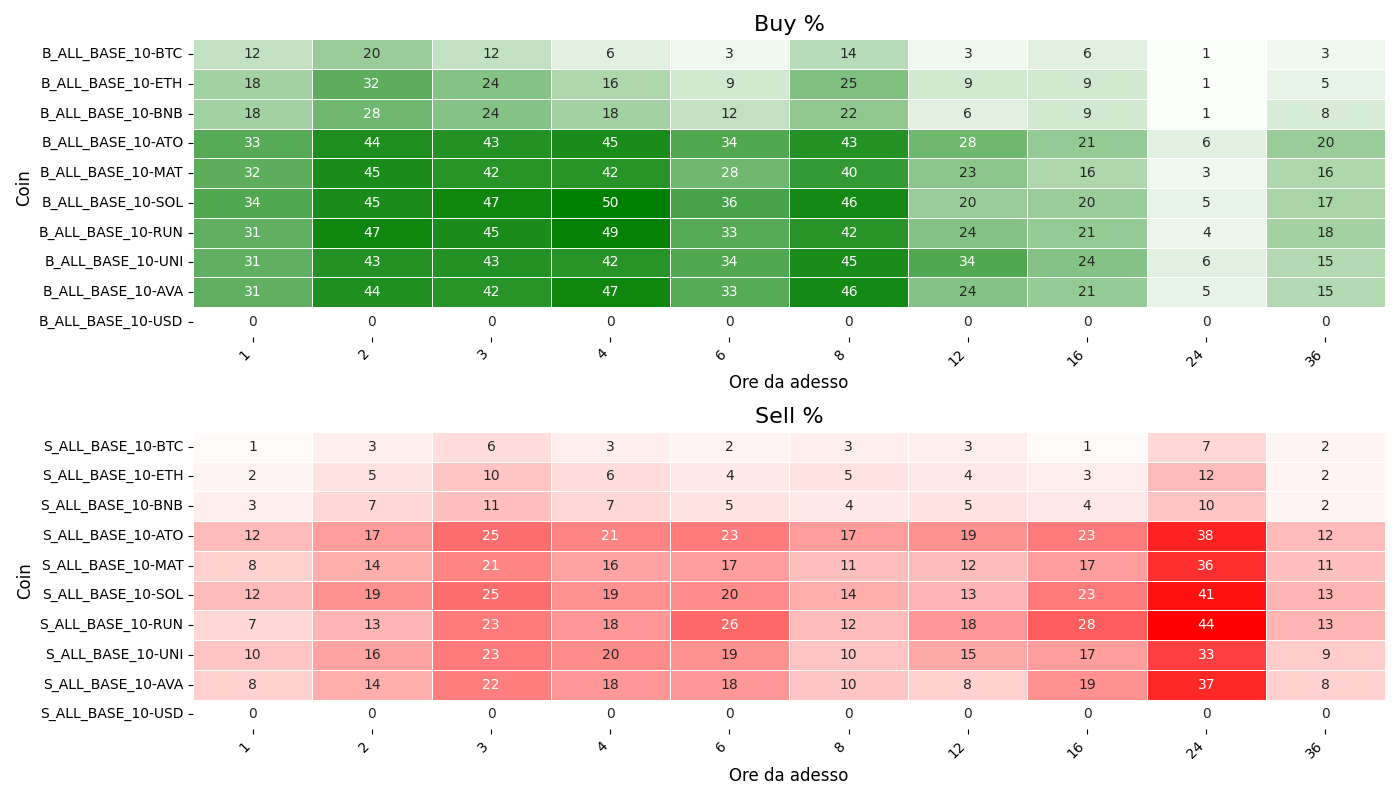 Buy %
Coin
B_ALL_BASE_10-BTC 12 20 12 6 3 14 3 6 1 3
B_ALL_BASE_10-ETH 18 32 24 16 9 25 9 9 1 5
B_ALL_BASE_10-BNB 18 28 24 18 12 22 6 9 1 8
B_ALL_BASE_10-ATO 33 44 43 45 34 43 28 21 6 20
B_ALL_BASE_10-MAT 32 45 42 42 28 40 23 16 3 16
B_ALL_BASE_10-SOL 34 45 47 50 36 46 20 20 5 17
B_ALL_BASE_10-RUN 31 47 45 49 33 42 24 21 4 18
B_ALL_BASE_10-UNI 31 43 43 42 34 45 34 24 6 15
B_ALL_BASE_10-AVA 31 44 42 47 33 46 24 21 5 15
B_ALL_BASE_10-USD 0 0 0 0 0 0 0 0 0 0
1 2 3 4 6 8 12 16 24 36
Ore da adesso
Sell %
Coin
S_ALL_BASE_10-BTC 1 3 6 3 2 3 3 1 7 2
S_ALL_BASE_10-ETH 2 5 10 6 4 5 4 3 12 2
S_ALL_BASE_10-BNB 3 7 11 7 5 4 5 4 10 2
S_ALL_BASE_10-ATO 12 17 25 21 23 17 19 23 38 12
S_ALL_BASE_10-MAT 8 14 21 16 17 11 12 17 36 11
S_ALL_BASE_10-SOL 12 19 25 19 20 14 13 23 41 13
S_ALL_BASE_10-RUN 7 13 23 18 26 12 18 28 44 13
S_ALL_BASE_10-UNI 10 16 23 20 19 10 15 17 33 9
S_ALL_BASE_10-AVA 8 14 22 18 18 10 8 19 37 8
S_ALL_BASE_10-USD 0 0 0 0 0 0 0 0 0 0
1 2 3 4 6 8 12 16 24 36
Ore da adesso